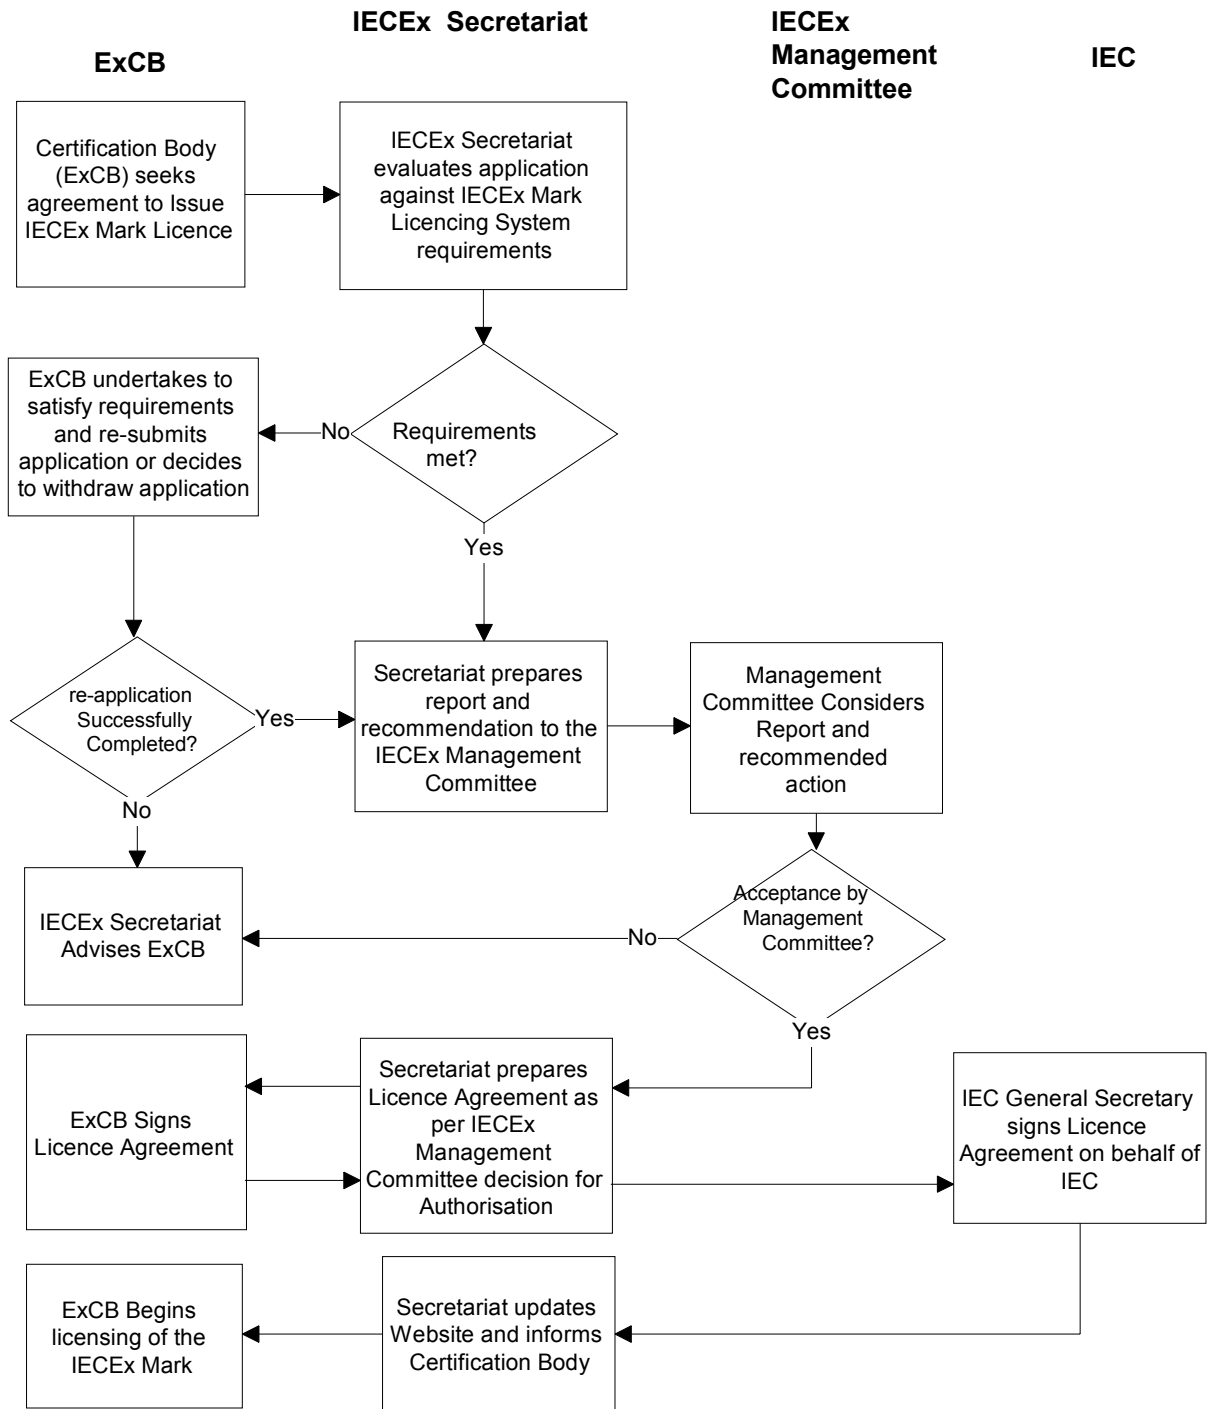 IECEx  Secretariat
IECEx
Management
Committee
ExCB
IEC
Certification Body
(ExCB) seeks
agreement to Issue
IECEx Mark Licence
IECEx Secretariat
evaluates application
against IECEx Mark
Licencing System
requirements
ExCB undertakes to
satisfy requirements
and re-submits
application or decides
to withdraw application
No
Requirements
met?
Yes
re-application
Successfully
Completed?
Yes
No
Secretariat prepares
report and
recommendation to the
IECEx Management
Committee
Management
Committee Considers
Report and
recommended
action
IECEx Secretariat
Advises ExCB
No
Acceptance by
Management
Committee?
Yes
ExCB Signs
Licence Agreement
Secretariat prepares
Licence Agreement as
per IECEx
Management
Committee decision for
Authorisation
IEC General Secretary
signs Licence
Agreement on behalf of
IEC
ExCB Begins
licensing of the
IECEx Mark
Secretariat updates
Website and informs
Certification Body